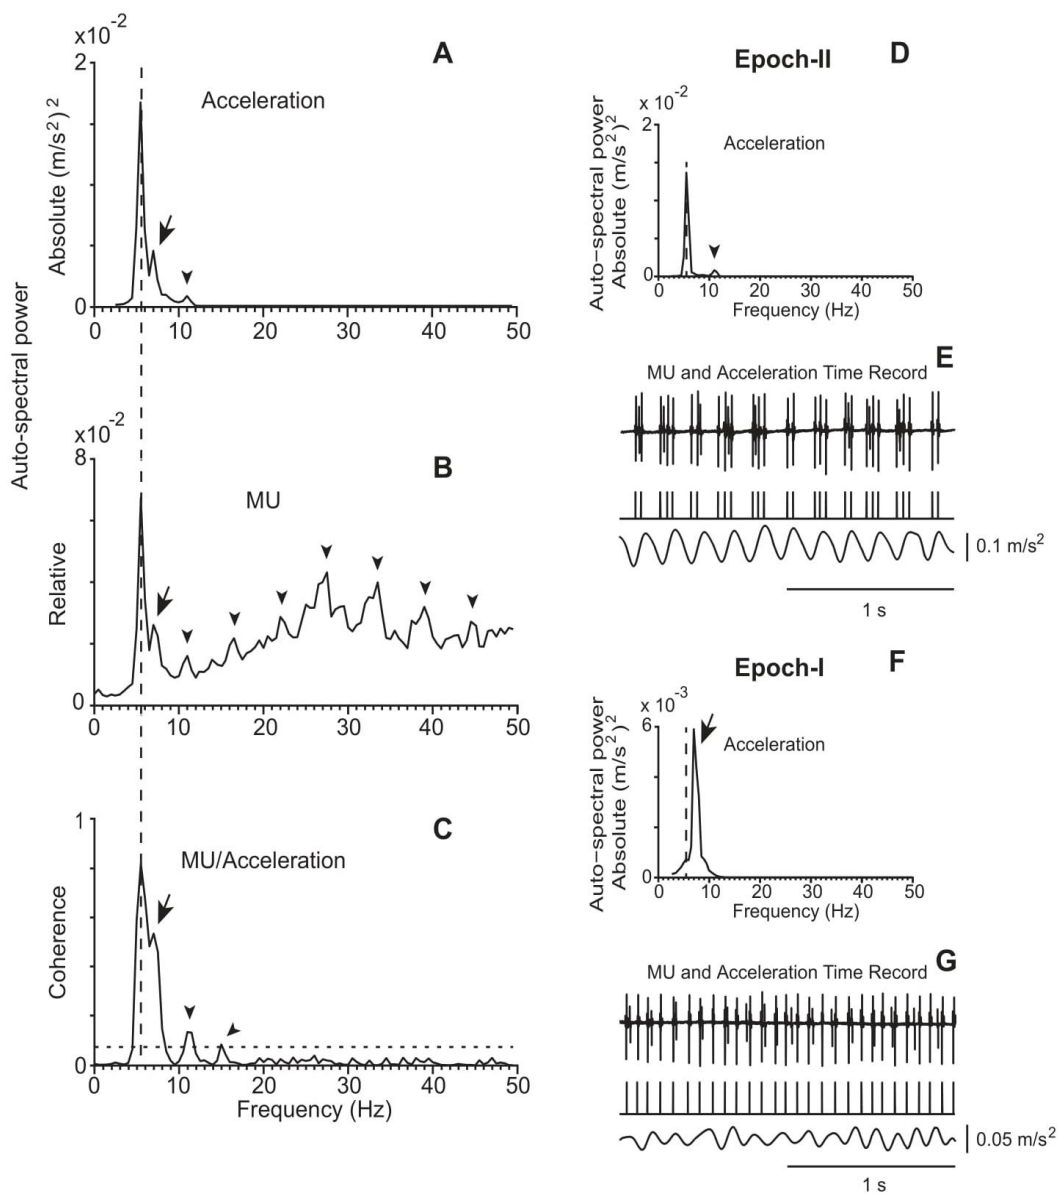 Auto-spectral power
A
x10-2
Absolute (m/s2) 2
2
0
Acceleration
0 10 20 30 40 50
B
x10-2
Relative
8
0
MU
0 10 20 30 40 50
C
Coherence
1
0
MU/Acceleration
0 10 20 30 40 50
Frequency (Hz)
Epoch-II
D
x 10-2
Auto-spectral power
Absolute (m/s2)2
2
0
Acceleration
0 10 20 30 40 50
Frequency (Hz)
E
MU and Acceleration Time Record
0.1 m/s2
1 s
Epoch-I
F
x 10-3
Auto-spectral power
Absolute (m/s2)2
6
0
Acceleration
0 10 20 30 40 50
Frequency (Hz)
G
MU and Acceleration Time Record
0.05 m/s2
1 s